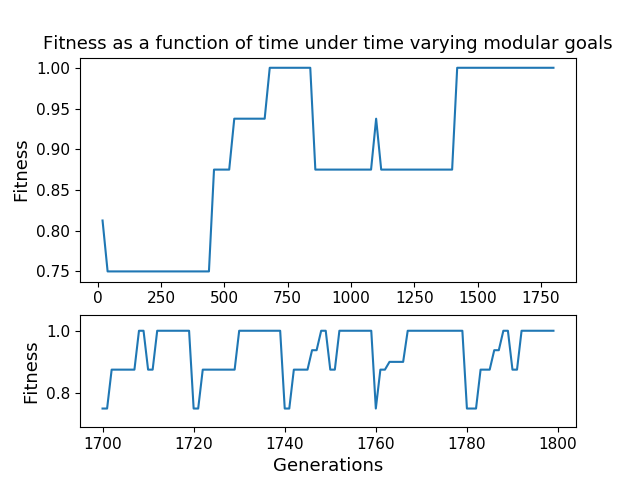 Fitness as a function of time under time varying modular goals
1.00
0.95
0.90
0.85
0.80
0.75
Fitness
0 250 500 750 1000 1250 1500 1750
1.0
0.8
Fitness
1700 1720 1740 1760 1780 1800
Generations